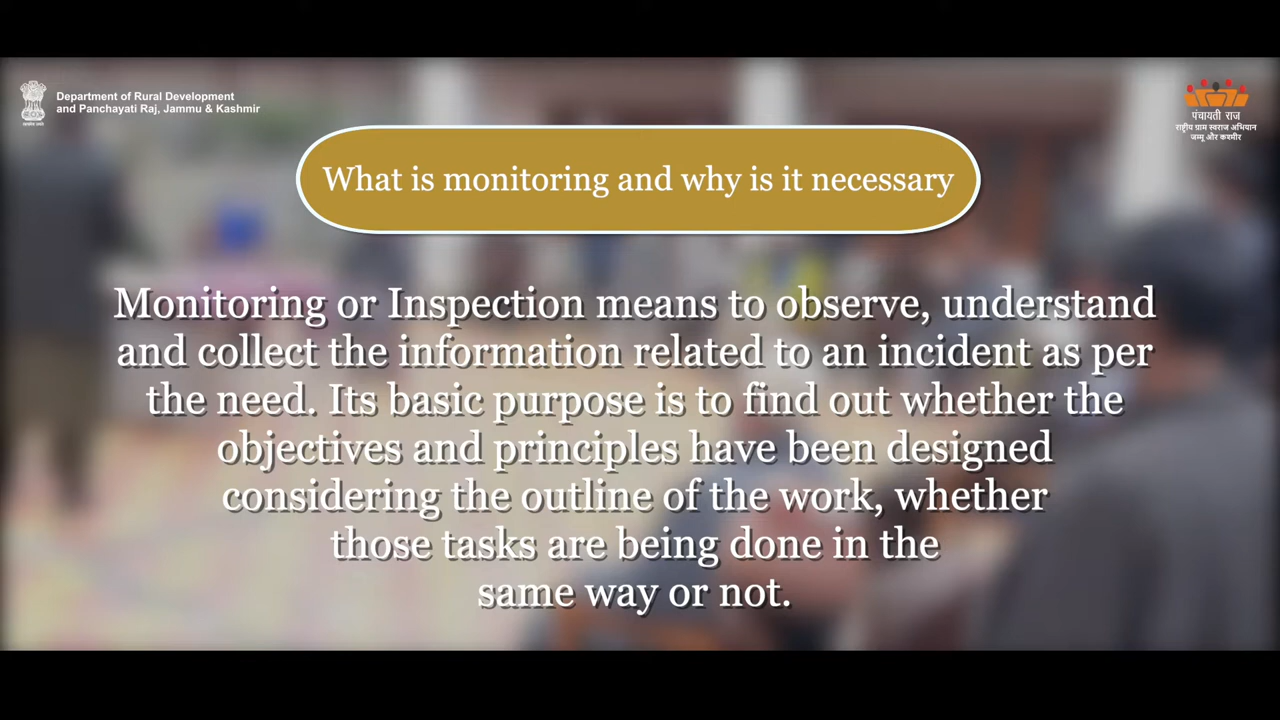 Department of Rural Development
and Panchayati Raj, Jammu & Kashmir
पंचायती राज
राष्ट्रीय ग्राम स्वराज अभियान
जम्मू और कश्मीर
What is monitoring and why is it necessary
Monitoring or Inspection means to observe, understand
and collect the information related to an incident as per
the need. Its basic purpose is to find out whether the
objectives and principles have been designed
considering the outline of the work, whether
those tasks are being done in the
same way or not.